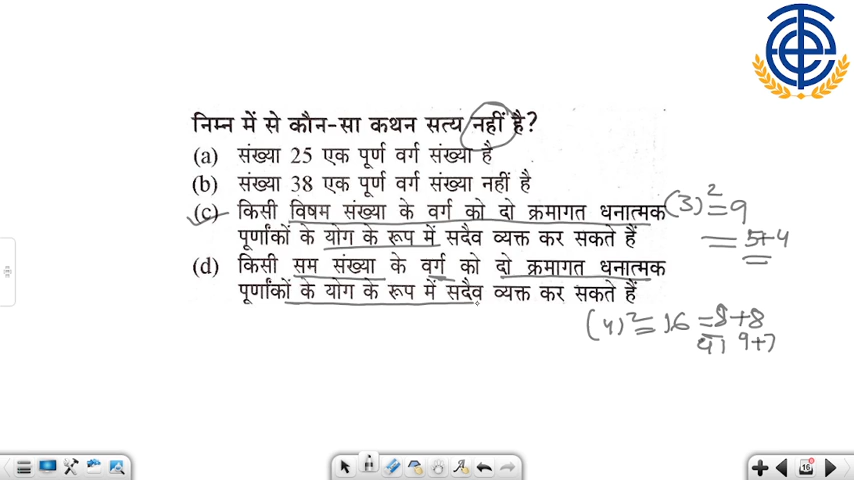 निम्न में से कौन-सा कथन सत्य नहीं है?
(a) संख्या 25 एक पूर्ण वर्ग संख्या है
(b) संख्या 38 एक पूर्ण वर्ग संख्या नहीं है
(c) किसी विषम संख्या के वर्ग को दो क्रमागत धनात्मक
पूर्णांकों के योग के रूप में सदैव व्यक्त कर सकते हैं
(3)² = 9
= 5+4
(d) किसी सम संख्या के वर्ग को दो क्रमागत धनात्मक
पूर्णांकों के योग के रूप में सदैव व्यक्त कर सकते हैं
(4)² = 16 = 8+8
या 9+7
16